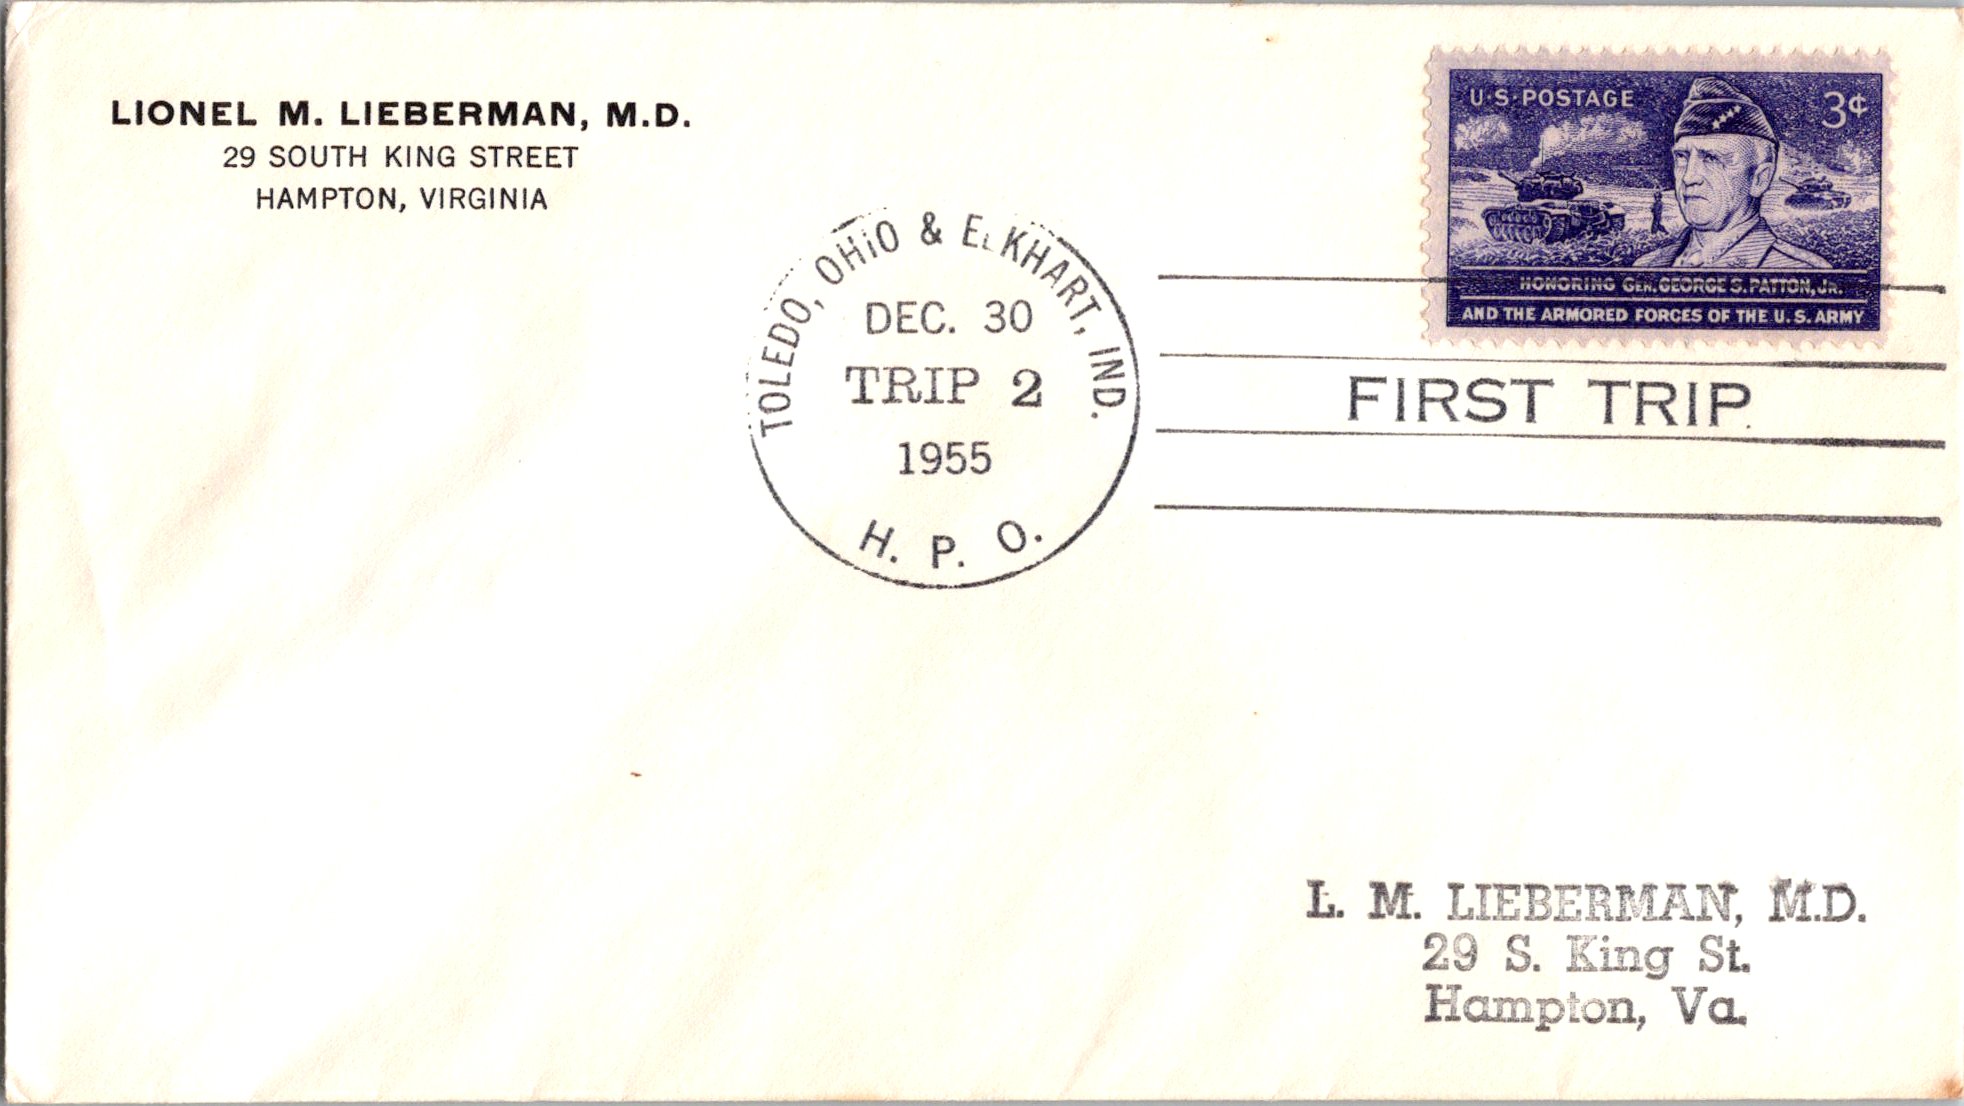 LIONEL M. LIEBERMAN, M.D.
29 SOUTH KING STREET
HAMPTON, VIRGINIA
U·S·POSTAGE
3¢
HONORING GEN. GEORGE S. PATTON, JR.
AND THE ARMORED FORCES OF THE U. S. ARMY
TOLEDO, OHiO & ELKHART, IND.
DEC. 30
TRIP 2
1955
H. P. O.
FIRST TRIP
L. M. LIEBERMAN, M.D.
29 S. King St.
Hampton, Va.